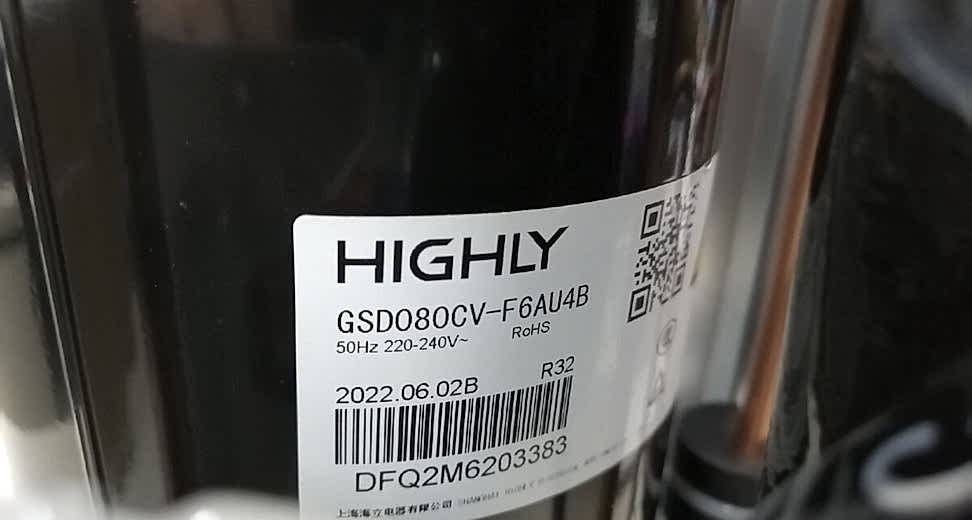 HIGHLY
GSD080CV-F6AU4B
50Hz 220-240V~ RoHS
2022.06.02B R32
DFQ2M6203383
上海海立电器有限公司